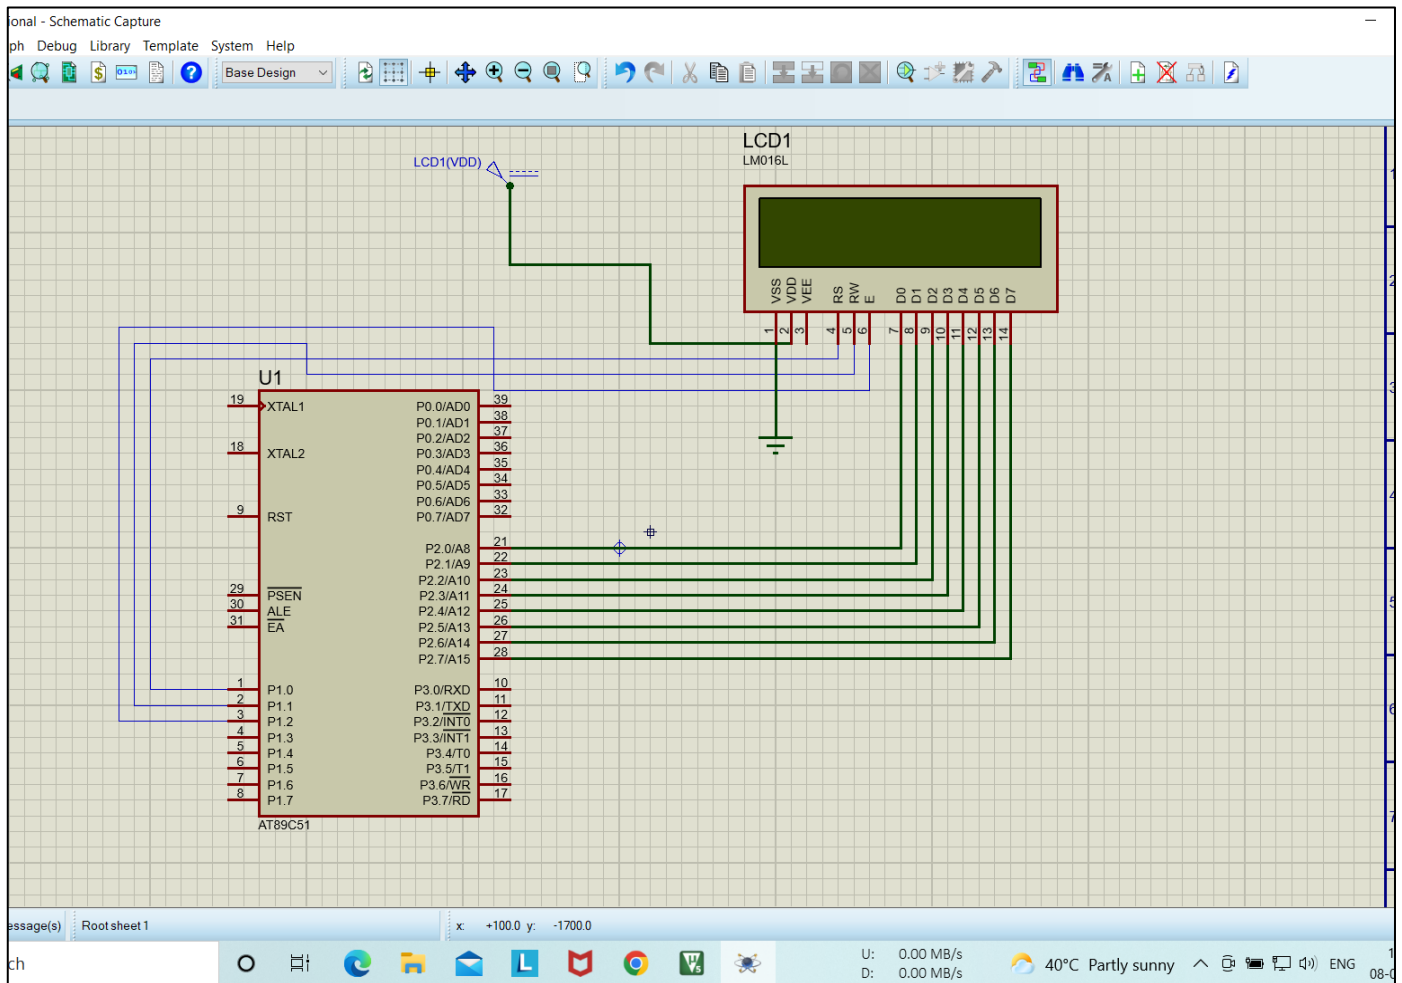 ional - Schematic Capture
ph Debug Library Template System Help
Base Design
LCD1
LM016L
LCD1(VDD)
VSS VDD VEE RS RW E D0 D1 D2 D3 D4 D5 D6 D7
1 2 3 4 5 6 7 8 9 10 11 12 13 14
U1
19 XTAL1 P0.0/AD0 39
P0.1/AD1 38
P0.2/AD2 37
18 XTAL2 P0.3/AD3 36
P0.4/AD4 35
P0.5/AD5 34
P0.6/AD6 33
9 RST P0.7/AD7 32
P2.0/A8 21
P2.1/A9 22
P2.2/A10 23
29 PSEN P2.3/A11 24
30 ALE P2.4/A12 25
31 EA P2.5/A13 26
P2.6/A14 27
P2.7/A15 28
1 P1.0 P3.0/RXD 10
2 P1.1 P3.1/TXD 11
3 P1.2 P3.2/INT0 12
4 P1.3 P3.3/INT1 13
5 P1.4 P3.4/T0 14
6 P1.5 P3.5/T1 15
7 P1.6 P3.6/WR 16
8 P1.7 P3.7/RD 17
AT89C51
essage(s) Root sheet 1 x: +100.0 y: -1700.0
ch U: 0.00 MB/s
D: 0.00 MB/s
40°C Partly sunny ENG
08-